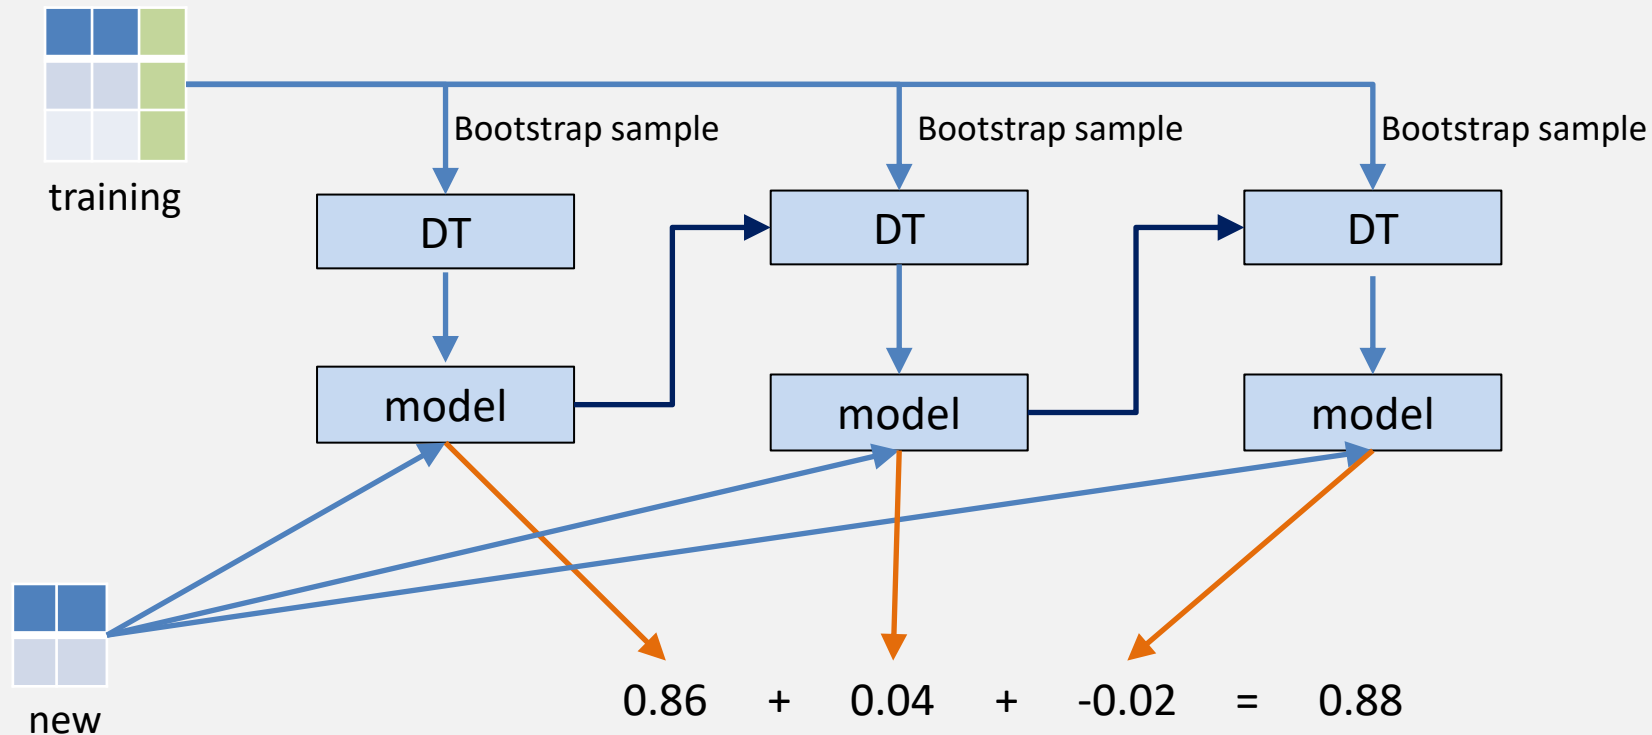 Bootstrap sample
Bootstrap sample
Bootstrap sample
training
DT
DT
DT
model
model
model
0.86 + 0.04 + -0.02 = 0.88
new